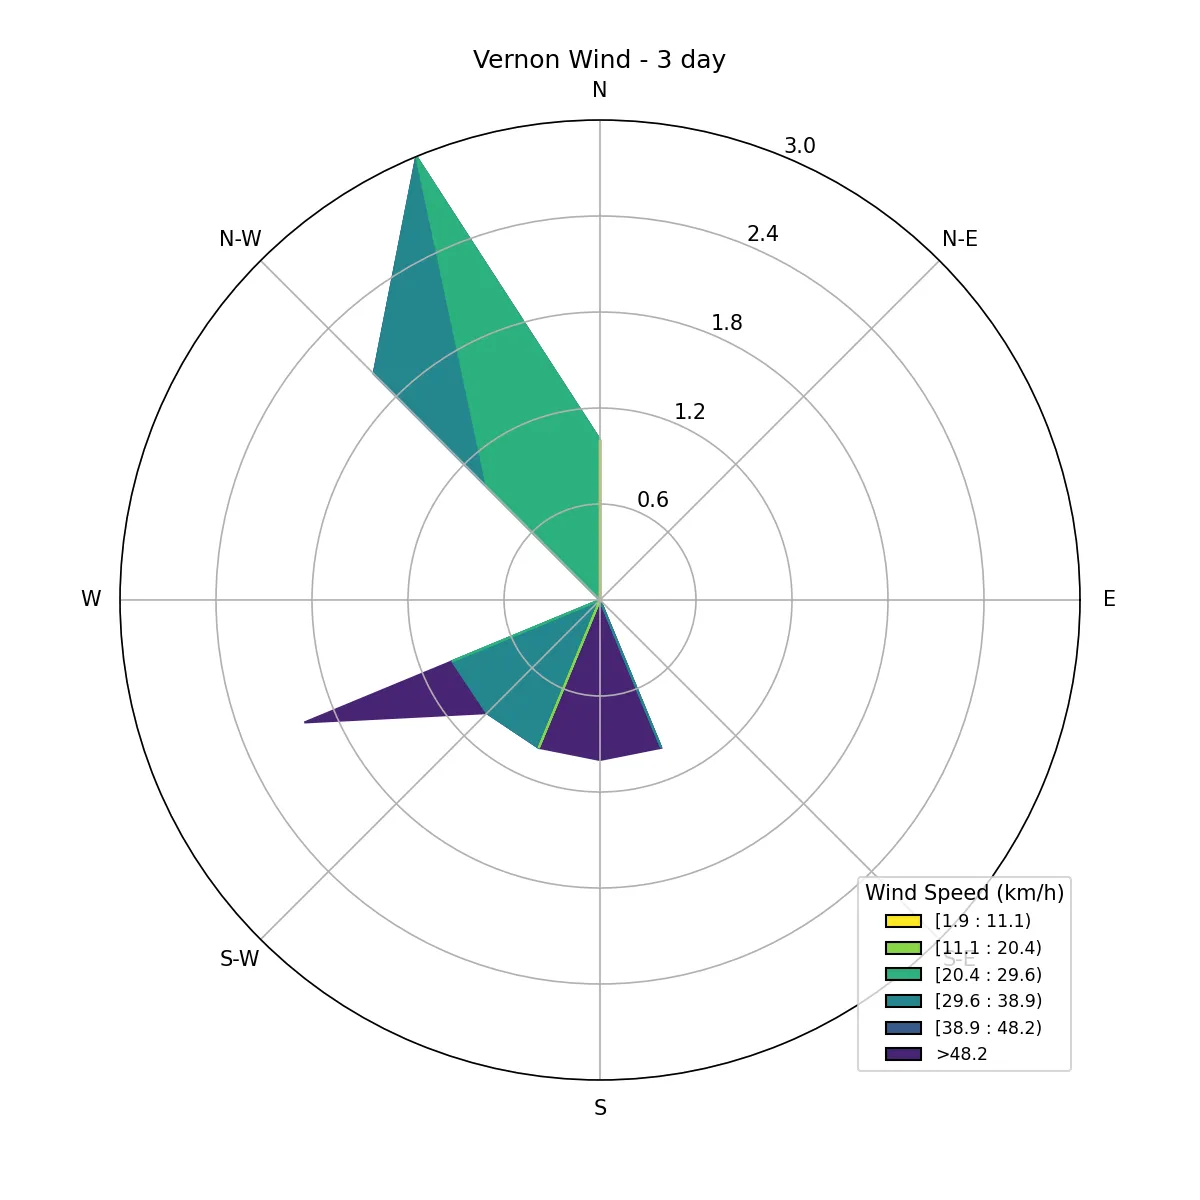 Vernon Wind - 3 day
N
3.0
N-W
2.4
N-E
1.8
1.2
0.6
W
E
Wind Speed (km/h)
[1.9 : 11.1)
[11.1 : 20.4)
S-W
S-E
[20.4 : 29.6)
[29.6 : 38.9)
[38.9 : 48.2)
>48.2
S